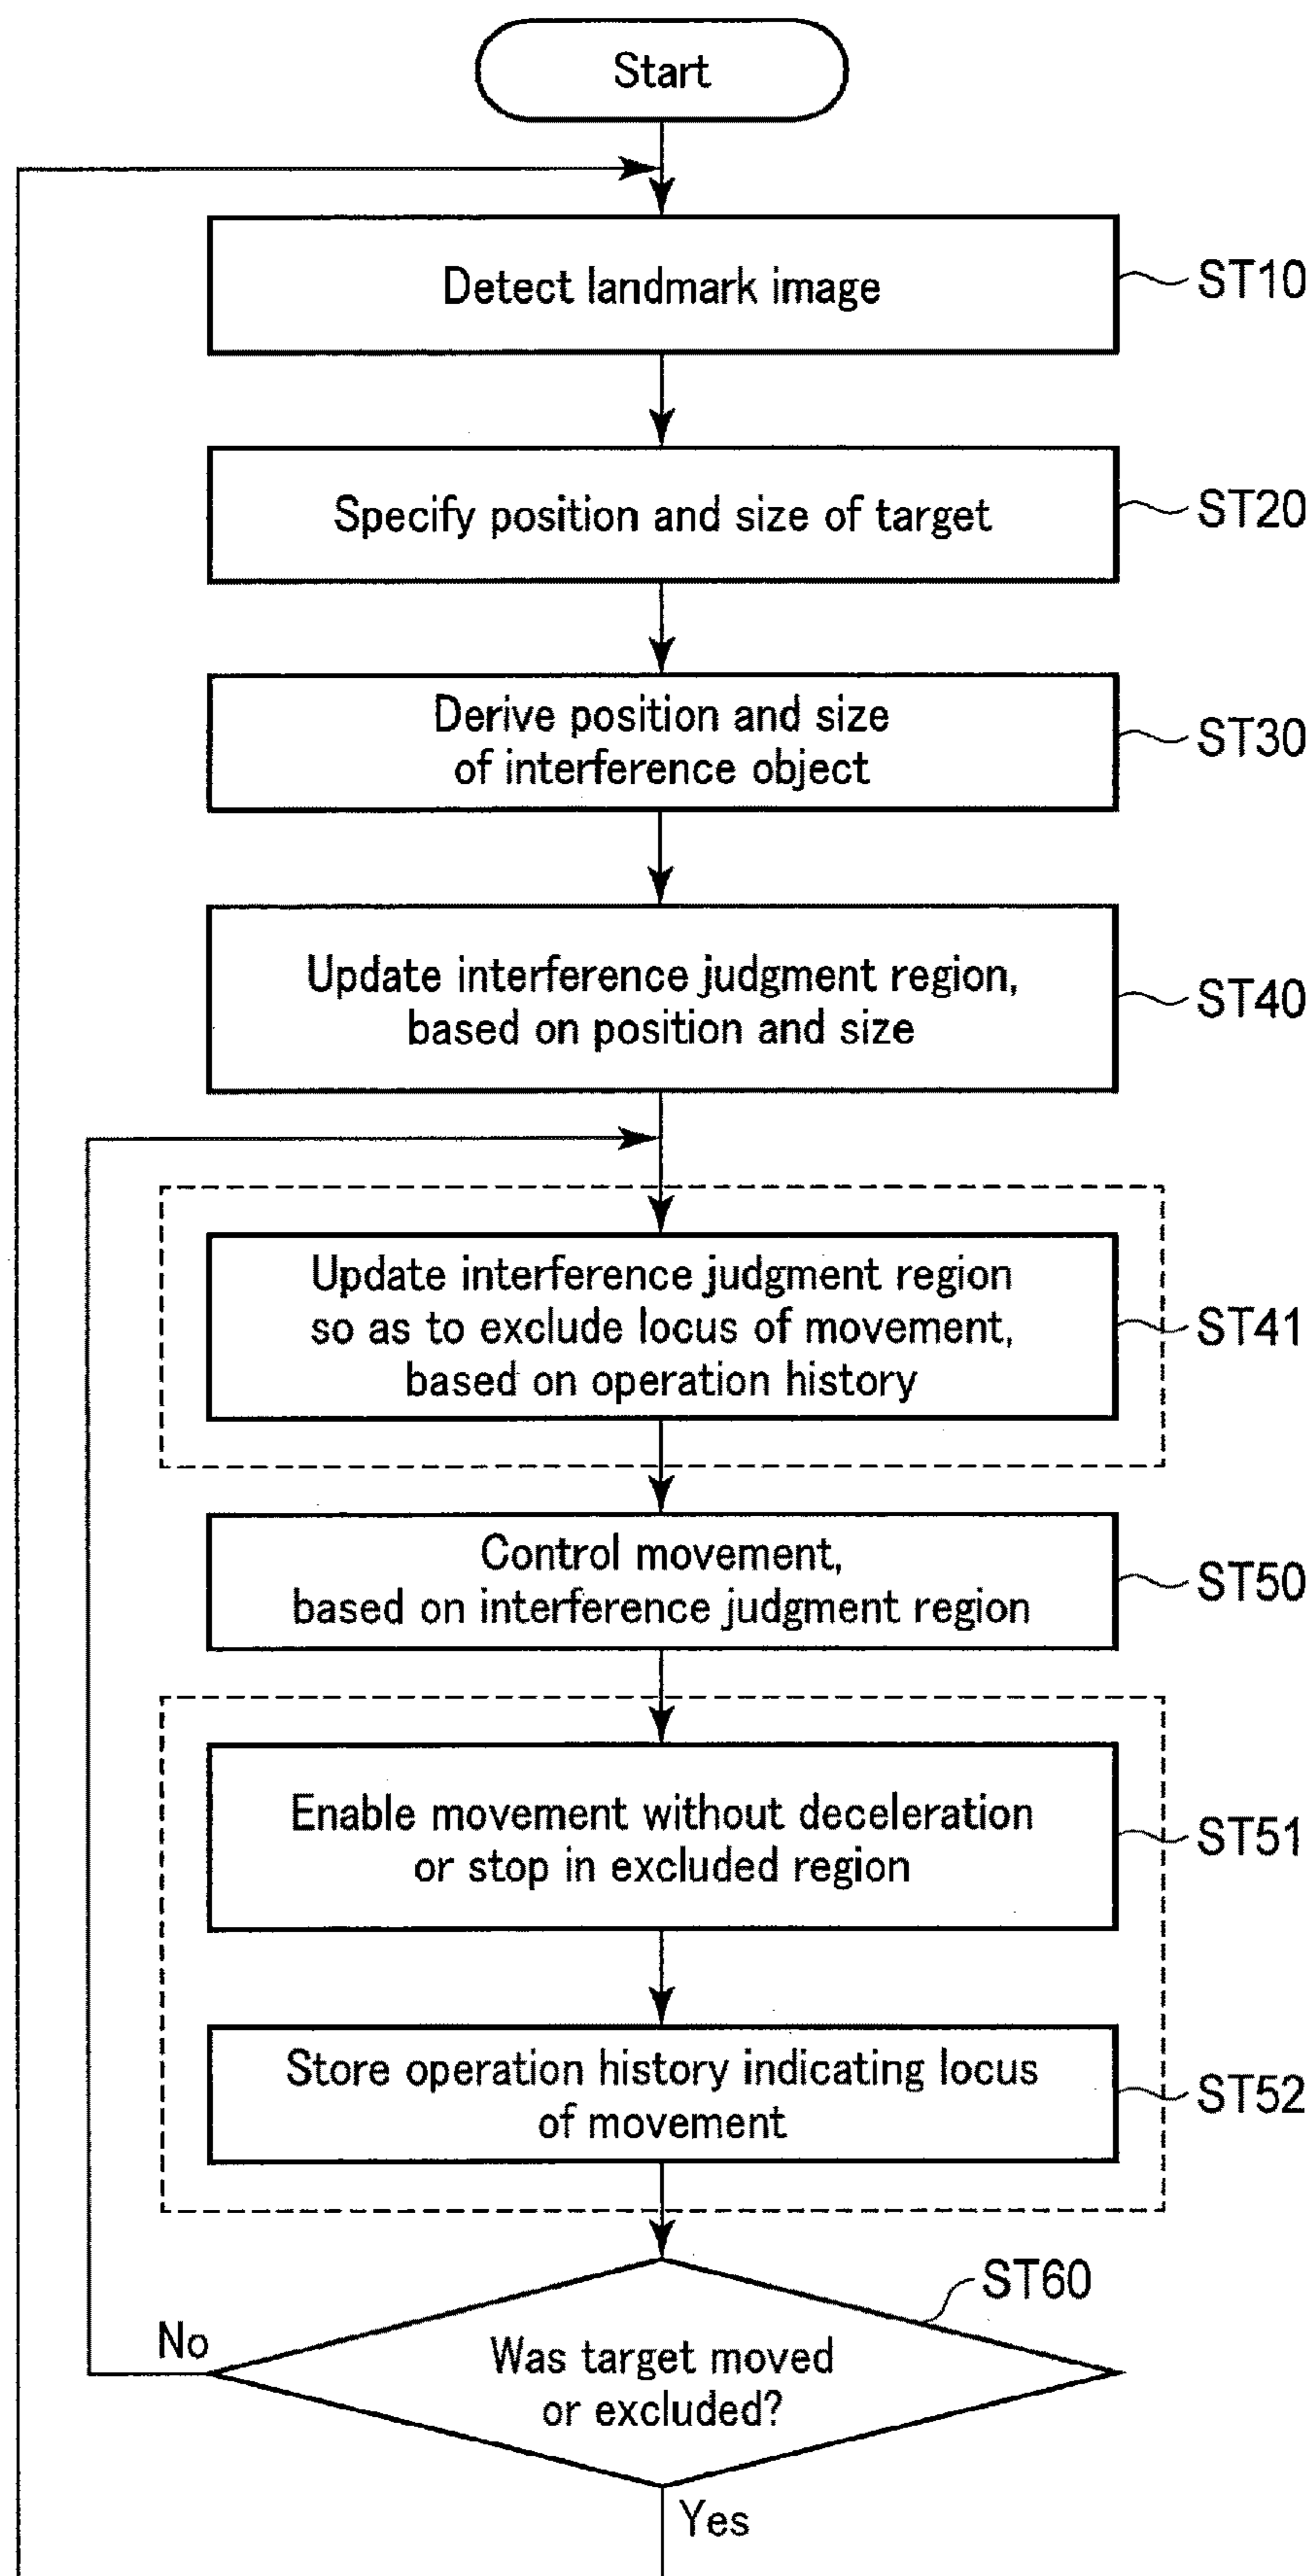 Start
Detect landmark image
ST10
Specify position and size of target
ST20
Derive position and size
of interference object
ST30
Update interference judgment region,
based on position and size
ST40
Update interference judgment region
so as to exclude locus of movement,
based on operation history
ST41
Control movement,
based on interference judgment region
ST50
Enable movement without deceleration
or stop in excluded region
ST51
Store operation history indicating locus
of movement
ST52
ST60
No
Was target moved
or excluded?
Yes